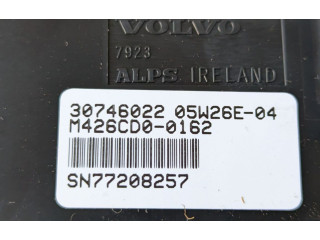 VOLVO
7923
ALPS IRELAND
30746022 05W26E-04
M426CD0-0162
SN77208257